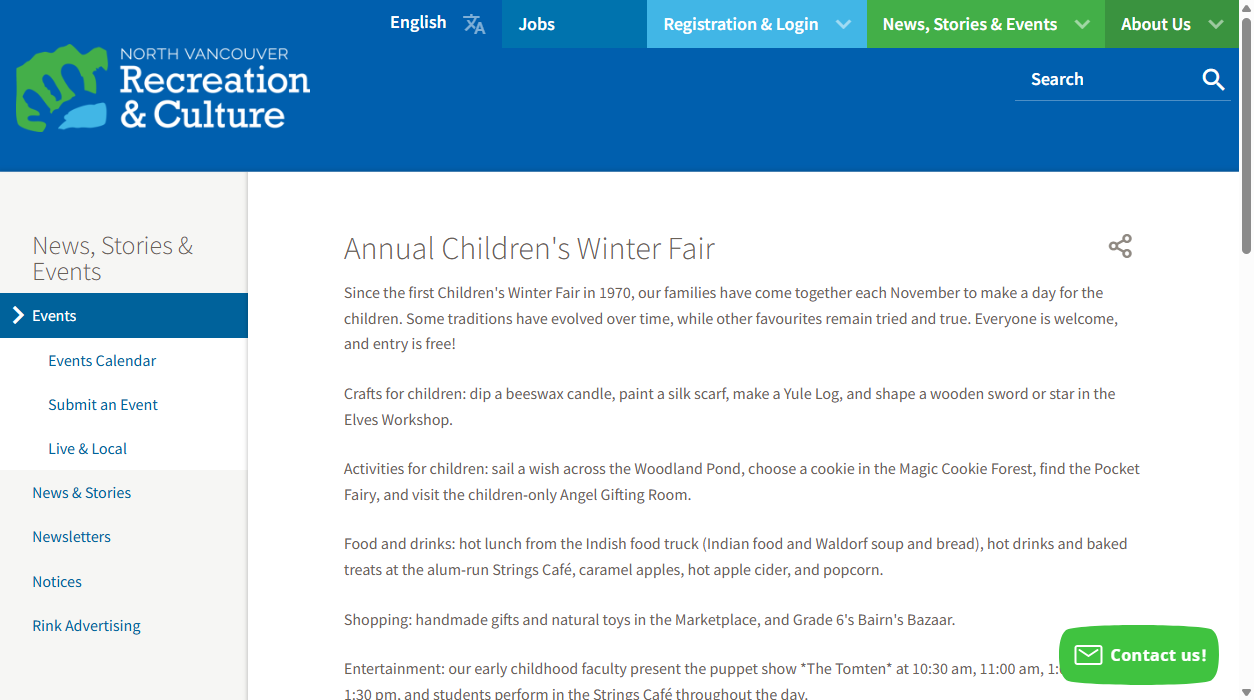 English
Jobs
Registration & Login
News, Stories & Events
About Us
NORTH VANCOUVER
Recreation
& Culture
Search
News, Stories &
Events
Events
Events Calendar
Submit an Event
Live & Local
News & Stories
Newsletters
Notices
Rink Advertising
Annual Children's Winter Fair
Since the first Children's Winter Fair in 1970, our families have come together each November to make a day for the
children. Some traditions have evolved over time, while other favourites remain tried and true. Everyone is welcome,
and entry is free!
Crafts for children: dip a beeswax candle, paint a silk scarf, make a Yule Log, and shape a wooden sword or star in the
Elves Workshop.
Activities for children: sail a wish across the Woodland Pond, choose a cookie in the Magic Cookie Forest, find the Pocket
Fairy, and visit the children-only Angel Gifting Room.
Food and drinks: hot lunch from the Indish food truck (Indian food and Waldorf soup and bread), hot drinks and baked
treats at the alum-run Strings Café, caramel apples, hot apple cider, and popcorn.
Shopping: handmade gifts and natural toys in the Marketplace, and Grade 6's Bairn's Bazaar.
Entertainment: our early childhood faculty present the puppet show *The Tomten* at 10:30 am, 11:00 am,
1:30 pm, and students perform in the Strings Café throughout the day.
Contact us!